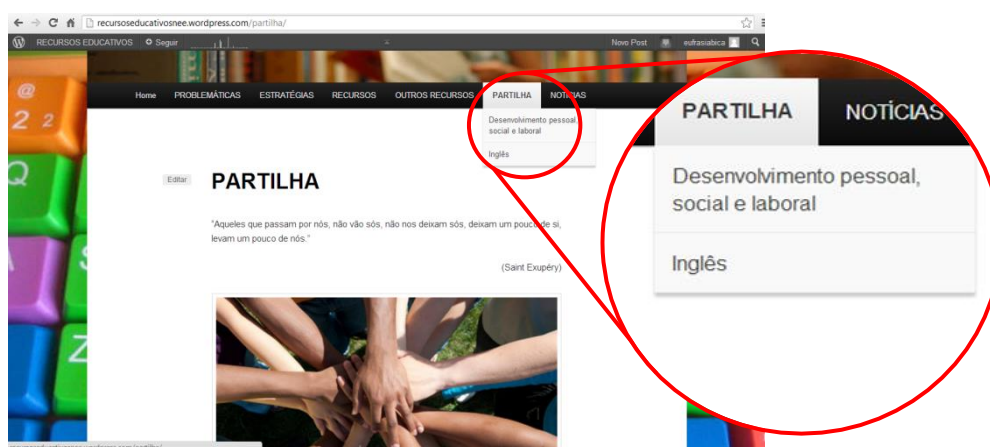 recursoseducativosnee.wordpress.com/partilha/
RECURSOS EDUCATIVOS Seguir Novo Post eufrasiabica
@
2 2
Q
A
Z
Home PROBLEMÁTICAS ESTRATÉGIAS RECURSOS OUTROS RECURSOS PARTILHA NOTÍCIAS
Desenvolvimento pessoal,
social e laboral
Inglês
Editar PARTILHA
"Aqueles que passam por nós, não vão sós, não nos deixam sós, deixam um pouco de si,
levam um pouco de nós."
(Saint Exupéry)
PARTILHA NOTÍCIAS
Desenvolvimento pessoal,
social e laboral
Inglês